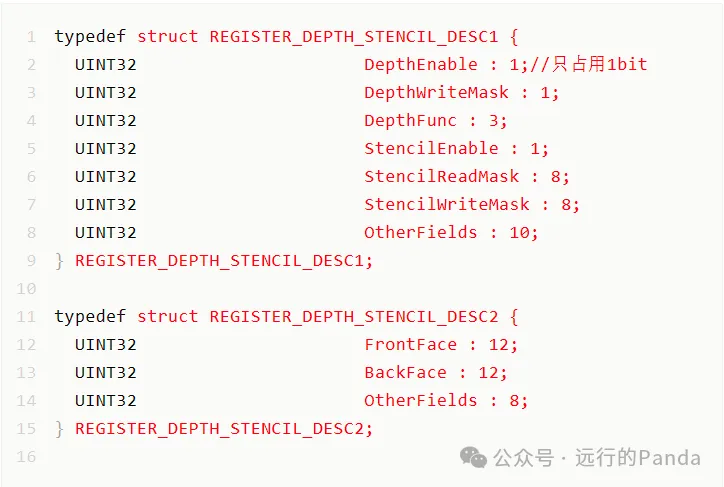 1 typedef struct REGISTER_DEPTH_STENCIL_DESC1 {
2 UINT32 DepthEnable : 1;//只占用1bit
3 UINT32 DepthWriteMask : 1;
4 UINT32 DepthFunc : 3;
5 UINT32 StencilEnable : 1;
6 UINT32 StencilReadMask : 8;
7 UINT32 StencilWriteMask : 8;
8 UINT32 OtherFields : 10;
9 } REGISTER_DEPTH_STENCIL_DESC1;
10
11 typedef struct REGISTER_DEPTH_STENCIL_DESC2 {
12 UINT32 FrontFace : 12;
13 UINT32 BackFace : 12;
14 UINT32 OtherFields : 8;
15 } REGISTER_DEPTH_STENCIL_DESC2;
16
公众号 · 远行的Panda